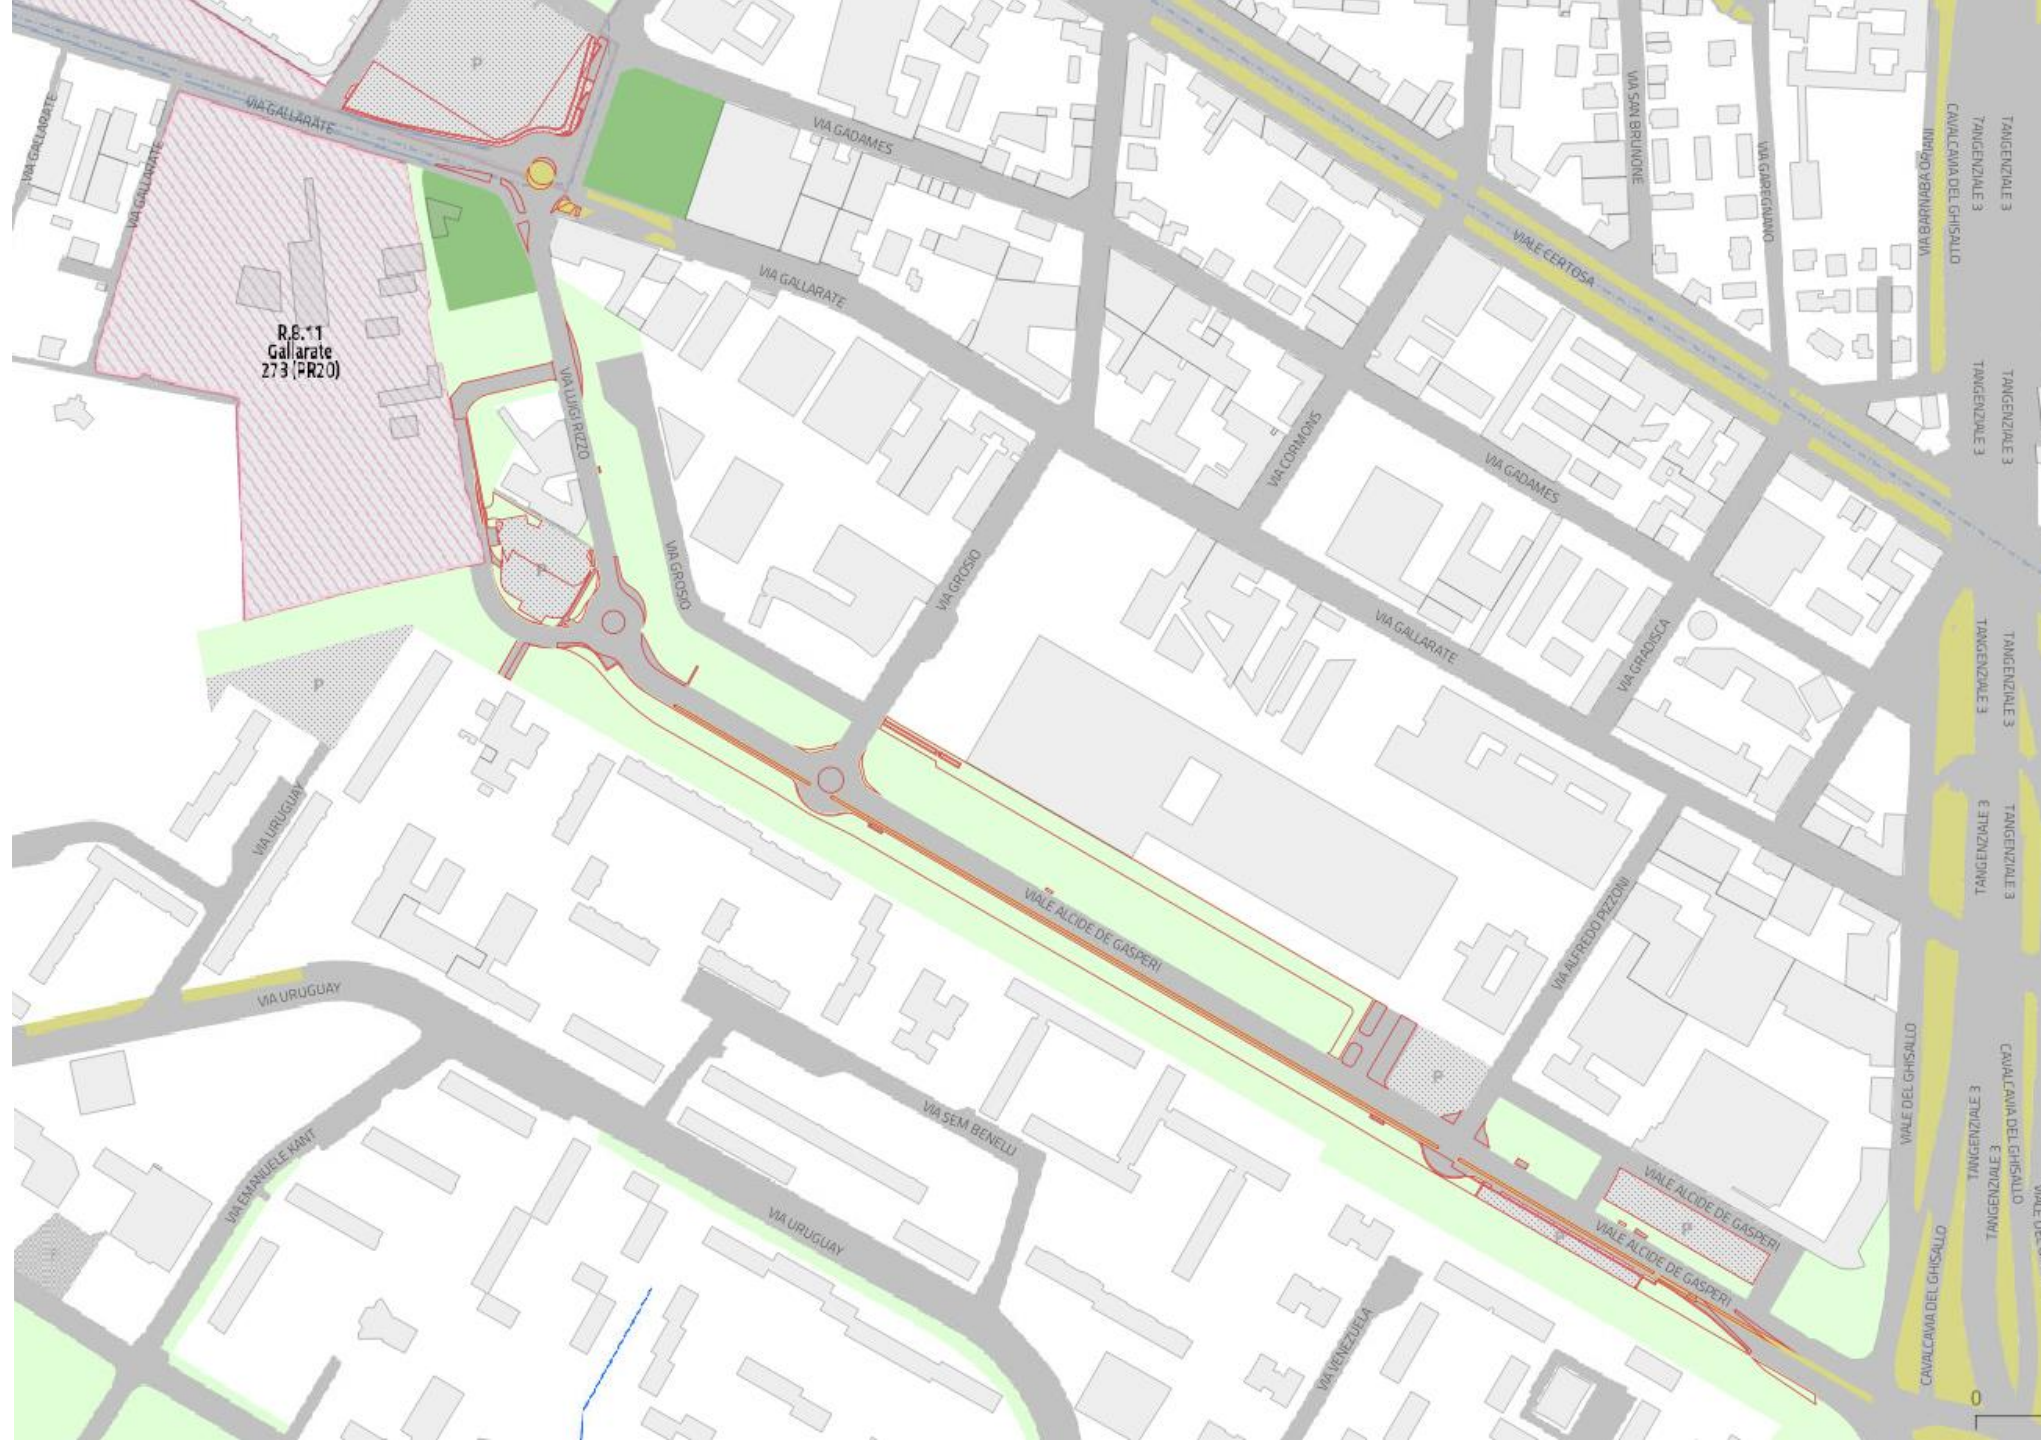 P
VIA GALLARATE
VIA GALLARATE
VIA GALLARATE
VIA GADAMES
VIA SAN BRUNONE
VIA GAREGNANO
VIA BARNABA ORIANI
CAVALCAVIA DEL GHISALLO
TANGENZIALE 3
TANGENZIALE 3
VIALE CERTOSA
VIA GALLARATE
R.8.11
Gallarate
273 (PR20)
VIA LUIGI RIZZO
VIA CORMONS
VIA GADAMES
TANGENZIALE 3
TANGENZIALE 3
P
VIA GROSIO
VIA GROSIO
VIA GALLARATE
VIA GRADISCA
TANGENZIALE 3
TANGENZIALE 3
P
VIA URUGUAY
VIALE ALCIDE DE GASPERI
VIA ALFREDO PIZZONI
TANGENZIALE 3
TANGENZIALE 3
VIA URUGUAY
P
VIALE DEL GHISALLO
TANGENZIALE 3
CAVALCAVIA DEL GHISALLO
TANGENZIALE 3
VIA SEM BENELLI
VIA EMANUELE KANT
VIA URUGUAY
VIALE ALCIDE DE GASPERI
P
P
VIALE ALCIDE DE GASPERI
VIA VENEZUELA
CAVALCAVIA DEL GHISALLO
0